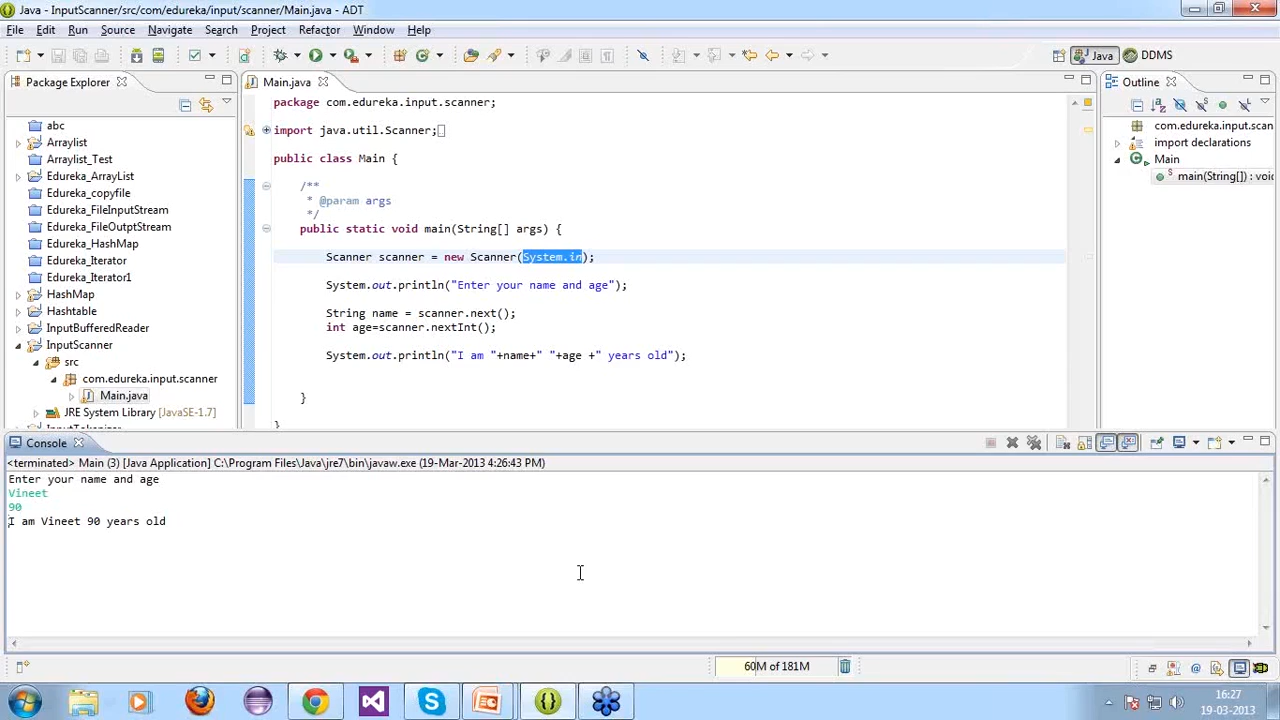 Java - InputScanner/src/com/edureka/input/scanner/Main.java - ADT
File Edit Run Source Navigate Search Project Refactor Window Help
Java DDMS
Package Explorer
abc
Arraylist
Arraylist_Test
Edureka_ArrayList
Edureka_copyfile
Edureka_FileInputStream
Edureka_FileOutptStream
Edureka_HashMap
Edureka_Iterator
Edureka_Iterator1
HashMap
Hashtable
InputBufferedReader
InputScanner
src
com.edureka.input.scanner
Main.java
JRE System Library [JavaSE-1.7]
Main.java
package com.edureka.input.scanner;
import java.util.Scanner;
public class Main {
/**
* @param args
*/
public static void main(String[] args) {
Scanner scanner = new Scanner(System.in);
System.out.println("Enter your name and age");
String name = scanner.next();
int age=scanner.nextInt();
System.out.println("I am "+name+" "+age +" years old");
}
}
Outline
com.edureka.input.scan
import declarations
Main
main(String[]) : void
Console
<terminated> Main (3) [Java Application] C:\Program Files\Java\jre7\bin\javaw.exe (19-Mar-2013 4:26:43 PM)
Enter your name and age
Vineet
90
I am Vineet 90 years old
60M of 181M
16:27
19-03-2013